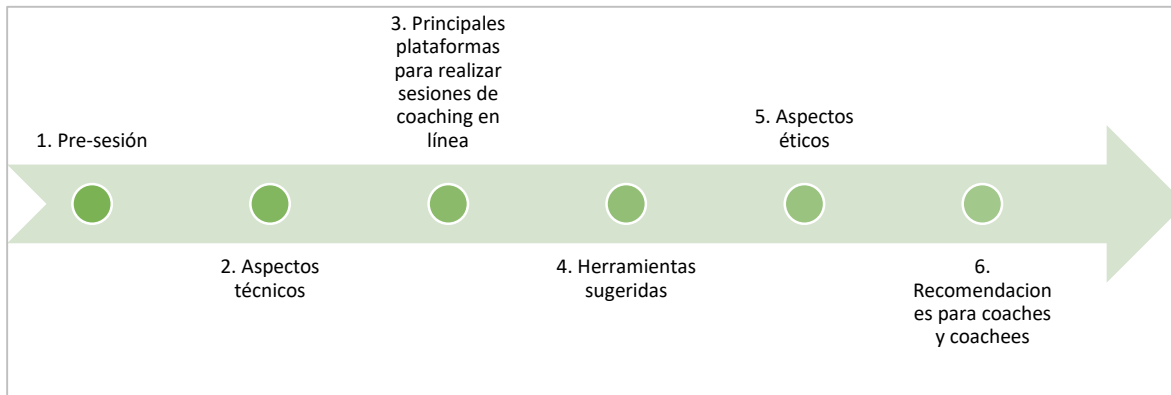 1. Pre-sesión
2. Aspectos
técnicos
3. Principales
plataformas
para realizar
sesiones de
coaching en
línea
4. Herramientas
sugeridas
5. Aspectos
éticos
6.
Recomendacion
es para coaches
y coachees